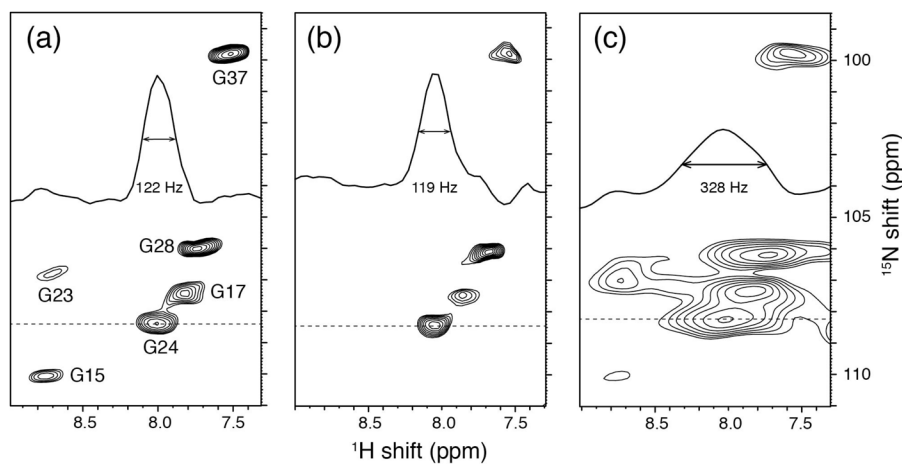 (a)
(b)
(c)
G37
100
122 Hz
119 Hz
328 Hz
105
G28
G23
G17
G24
G15
110
¹⁵N shift (ppm)
8.5 8.0 7.5
8.5 8.0 7.5
8.5 8.0 7.5
¹H shift (ppm)